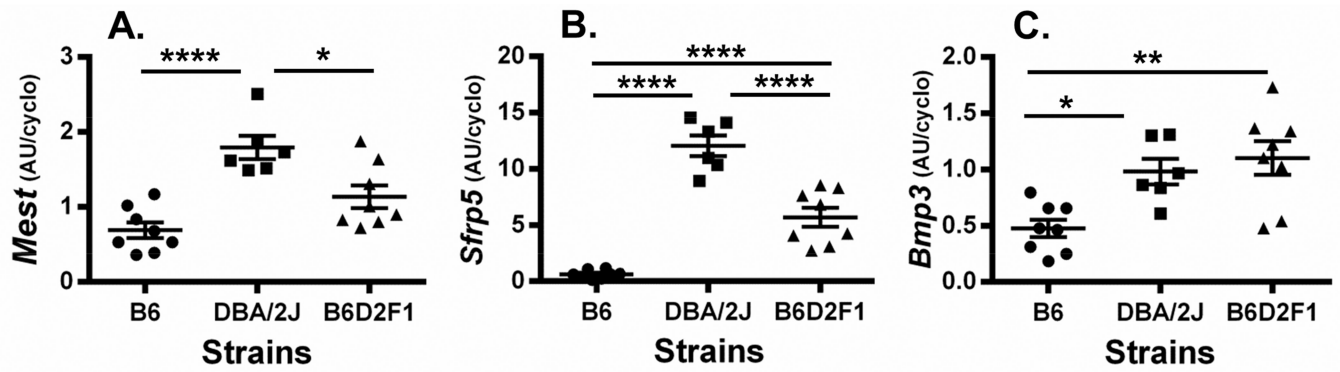 A.
Mest (AU/cyclo)
3
2
1
0
****
*
B6
DBA/2J
B6D2F1
Strains
B.
Sfrp5 (AU/cyclo)
20
15
10
5
0
****
****
****
B6
DBA/2J
B6D2F1
Strains
C.
Bmp3 (AU/cyclo)
2.0
1.5
1.0
0.5
0.0
**
*
B6
DBA/2J
B6D2F1
Strains